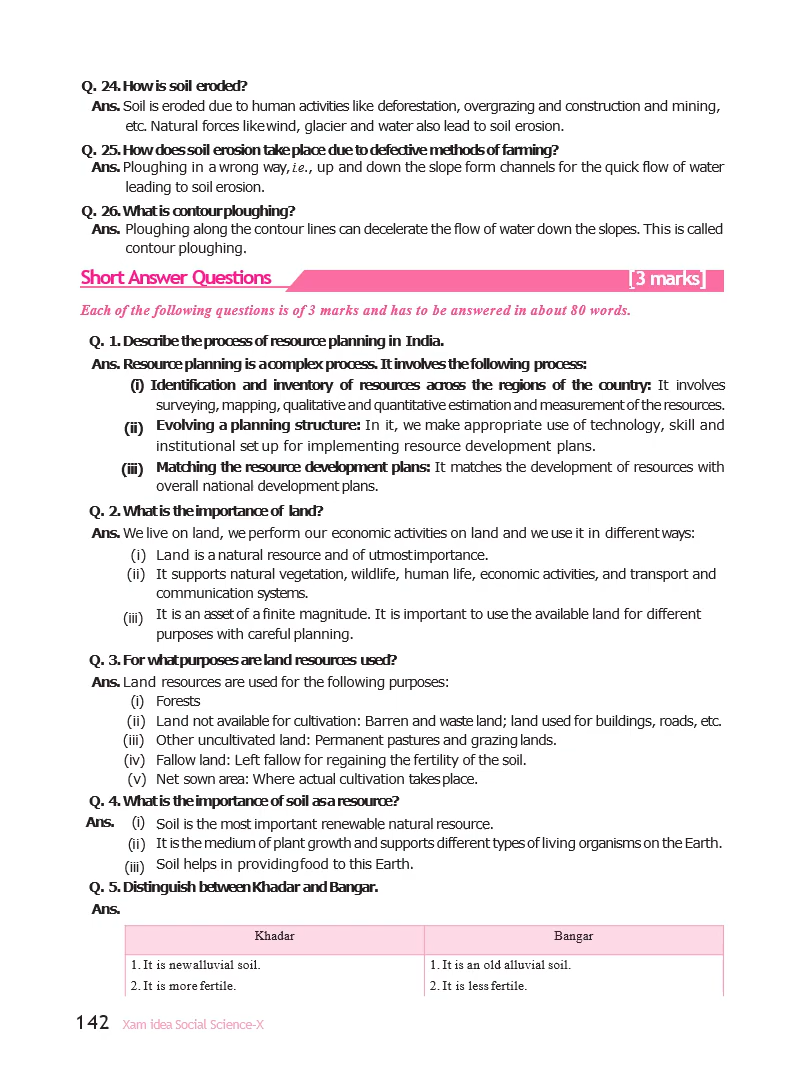 Q. 24. How is soil eroded?
Ans. Soil is eroded due to human activities like deforestation, overgrazing and construction and mining,
etc. Natural forces like wind, glacier and water also lead to soil erosion.
Q. 25. How does soil erosion take place due to defective methods of farming?
Ans. Ploughing in a wrong way, i.e., up and down the slope form channels for the quick flow of water
leading to soil erosion.
Q. 26. What is contour ploughing?
Ans. Ploughing along the contour lines can decelerate the flow of water down the slopes. This is called
contour ploughing.
Short Answer Questions [3 marks]
Each of the following questions is of 3 marks and has to be answered in about 80 words.
Q. 1. Describe the process of resource planning in India.
Ans. Resource planning is a complex process. It involves the following process:
(i) Identification and inventory of resources across the regions of the country: It involves
surveying, mapping, qualitative and quantitative estimation and measurement of the resources.
(ii) Evolving a planning structure: In it, we make appropriate use of technology, skill and
institutional set up for implementing resource development plans.
(iii) Matching the resource development plans: It matches the development of resources with
overall national development plans.
Q. 2. What is the importance of land?
Ans. We live on land, we perform our economic activities on land and we use it in different ways:
(i) Land is a natural resource and of utmost importance.
(ii) It supports natural vegetation, wildlife, human life, economic activities, and transport and
communication systems.
(iii) It is an asset of a finite magnitude. It is important to use the available land for different
purposes with careful planning.
Q. 3. For what purposes are land resources used?
Ans. Land resources are used for the following purposes:
(i) Forests
(ii) Land not available for cultivation: Barren and waste land; land used for buildings, roads, etc.
(iii) Other uncultivated land: Permanent pastures and grazing lands.
(iv) Fallow land: Left fallow for regaining the fertility of the soil.
(v) Net sown area: Where actual cultivation takes place.
Q. 4. What is the importance of soil as a resource?
Ans. (i) Soil is the most important renewable natural resource.
(ii) It is the medium of plant growth and supports different types of living organisms on the Earth.
(iii) Soil helps in providing food to this Earth.
Q. 5. Distinguish between Khadar and Bangar.
Ans.
Khadar Bangar
1. It is new alluvial soil. 1. It is an old alluvial soil.
2. It is more fertile. 2. It is less fertile.
142 Xam idea Social Science-X